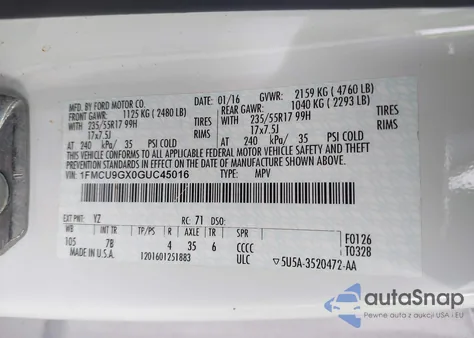 MFD. BY FORD MOTOR CO. 01/16 GVWR: 2159 KG ( 4760 LB)
FRONT GAWR: 1125 KG ( 2480 LB) REAR GAWR: 1040 KG ( 2293 LB)
WITH 235/55R17 99H TIRES WITH 235/55R17 99H TIRES
17x7.5J RIMS 17x7.5J RIMS
AT 240 kPa/ 35 PSI COLD AT 240 kPa/ 35 PSI COLD
THIS VEHICLE CONFORMS TO ALL APPLICABLE FEDERAL MOTOR VEHICLE SAFETY AND THEFT
PREVENTION STANDARDS IN EFFECT ON THE DATE OF MANUFACTURE SHOWN ABOVE.
VIN: 1FMCU9GX0GUC45016 TYPE: MPV
EXT PNT: YZ RC: 71 DSO:
WB INT TR TP/PS R AXLE TR SPR F0126
105 7B 4 35 6 CCCC T0328
MADE IN U.S.A. 1201601251883 ULC ▽5U5A-3520472-AA
autoSnap
Pewne auta z USA i EU